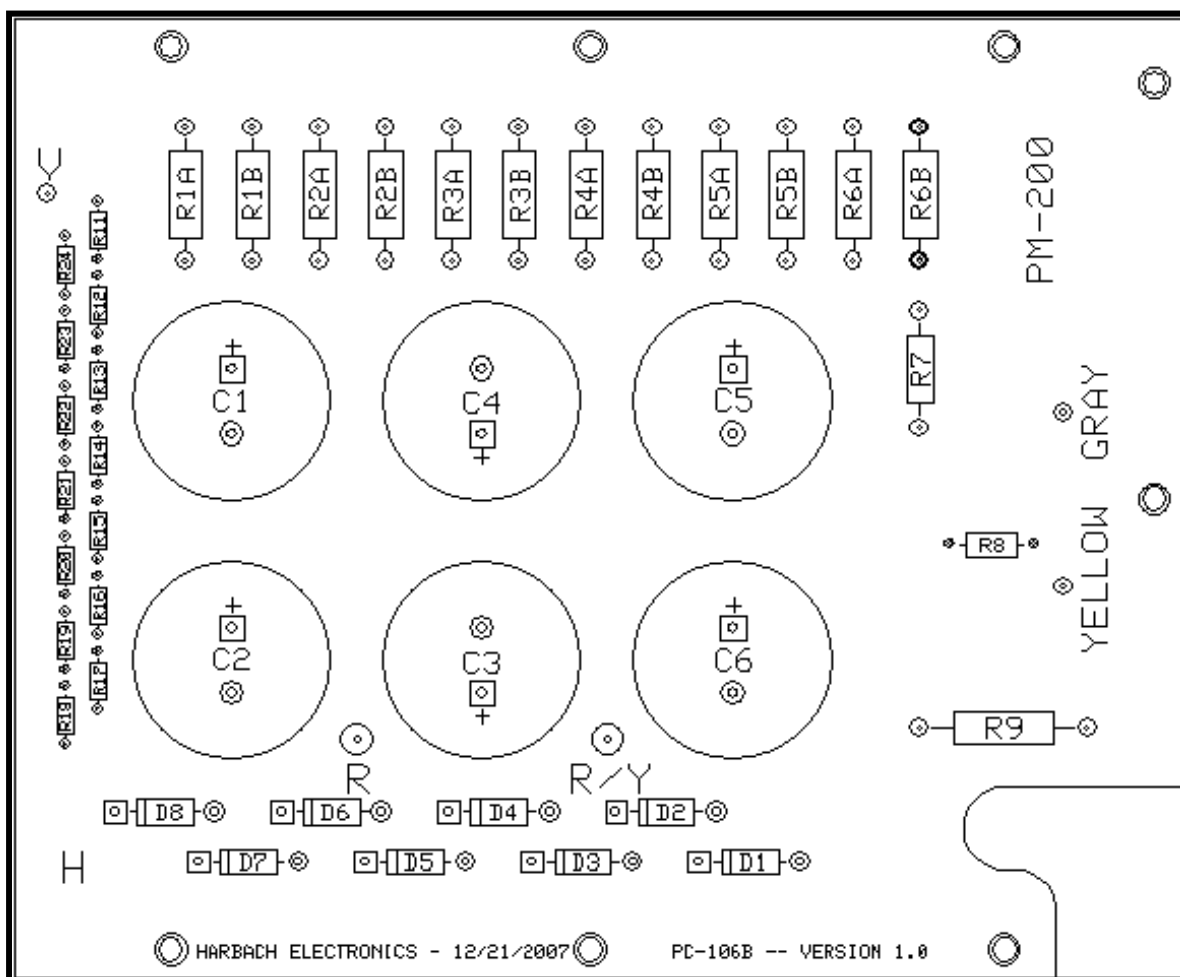 R1A R1B R2A R2B R3A R3B R4A R4B R5A R5B R6A R6B
PM-200
V
R11
R24
R12
R23
R13
R22
R14
R21
R15
R20
R16
R19
R17
R18
+ + 
C1 C4 C5
+
R7
GRAY
YELLOW
R8
+ +
C2 C3 C6
+
R9
R R/Y
D8 D6 D4 D2
H
D7 D5 D3 D1
HARBACH ELECTRONICS - 12/21/2007 PC-106B -- VERSION 1.0